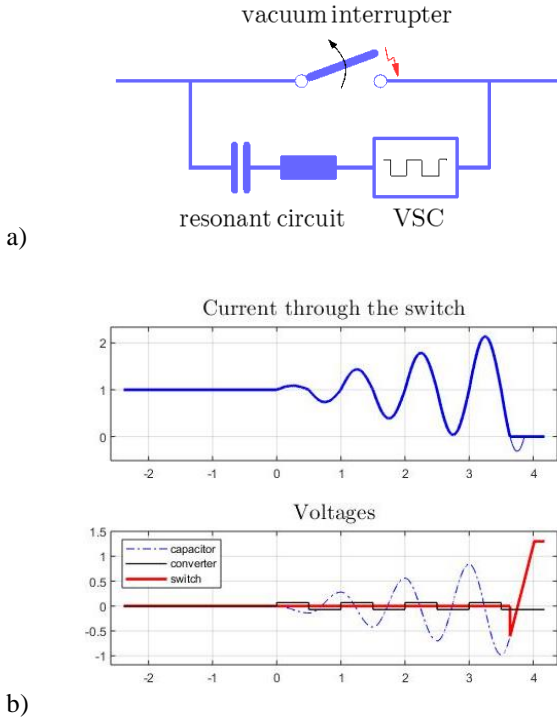 vacuum interrupter
resonant circuit
VSC
a)
Current through the switch
2
1
0
-2 -1 0 1 2 3 4
Voltages
1.5
1
0.5
0
-0.5
-1
capacitor
converter
switch
-2 -1 0 1 2 3 4
b)